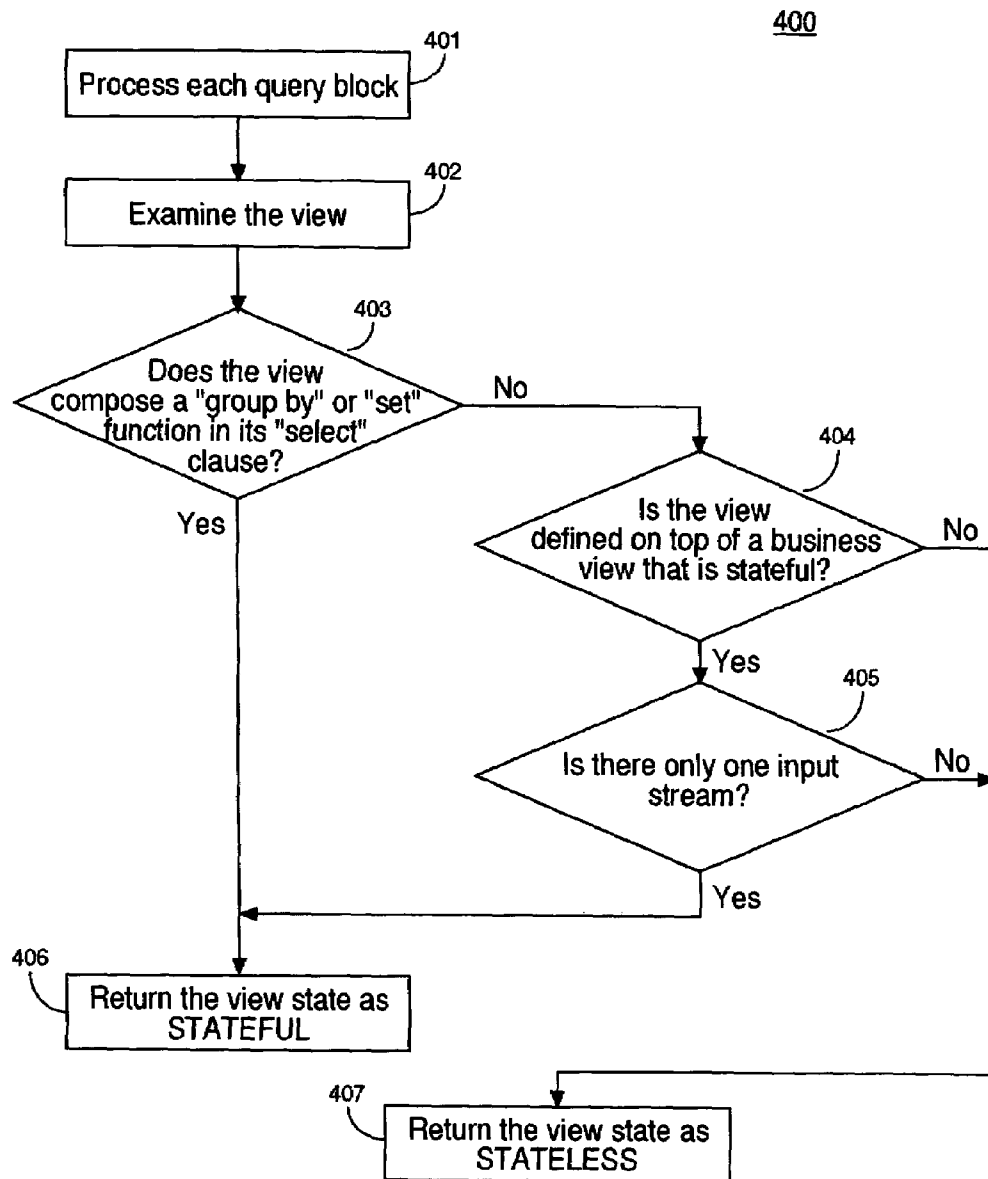 400
401
Process each query block
402
Examine the view
403
Does the view
compose a "group by" or "set"
function in its "select"
clause?
No
Yes
404
Is the view
defined on top of a business
view that is stateful?
No
Yes
405
Is there only one input
stream?
No
Yes
406
Return the view state as
STATEFUL
407
Return the view state as
STATELESS